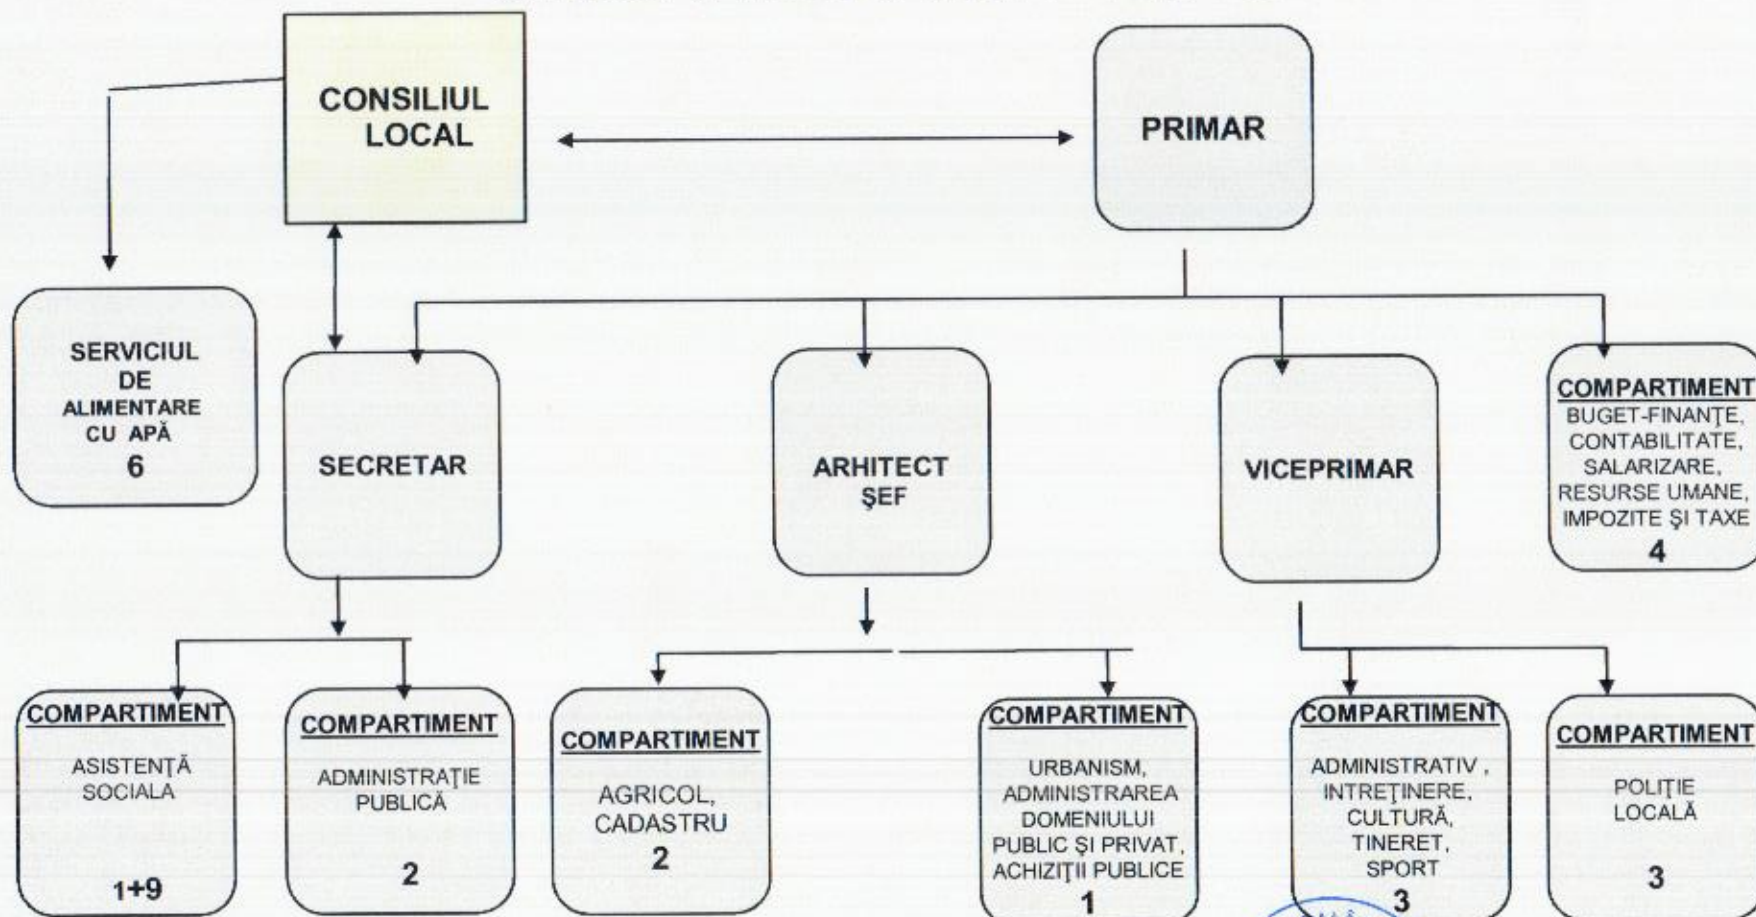 CONSILIUL
LOCAL
PRIMAR
SERVICIUL
DE
ALIMENTARE
CU APĂ
6
SECRETAR
ARHITECT
ŞEF
VICEPRIMAR
COMPARTIMENT
BUGET-FINANŢE,
CONTABILITATE,
SALARIZARE,
RESURSE UMANE,
IMPOZITE ŞI TAXE
4
COMPARTIMENT
ASISTENŢĂ
SOCIALA
1+9
COMPARTIMENT
ADMINISTRAŢIE
PUBLICĂ
2
COMPARTIMENT
AGRICOL,
CADASTRU
2
COMPARTIMENT
URBANISM,
ADMINISTRAREA
DOMENIULUI
PUBLIC ŞI PRIVAT,
ACHIZIŢII PUBLICE
1
COMPARTIMENT
ADMINISTRATIV ,
INTREŢINERE,
CULTURĂ,
TINERET,
SPORT
3
COMPARTIMENT
POLIŢIE
LOCALĂ
3